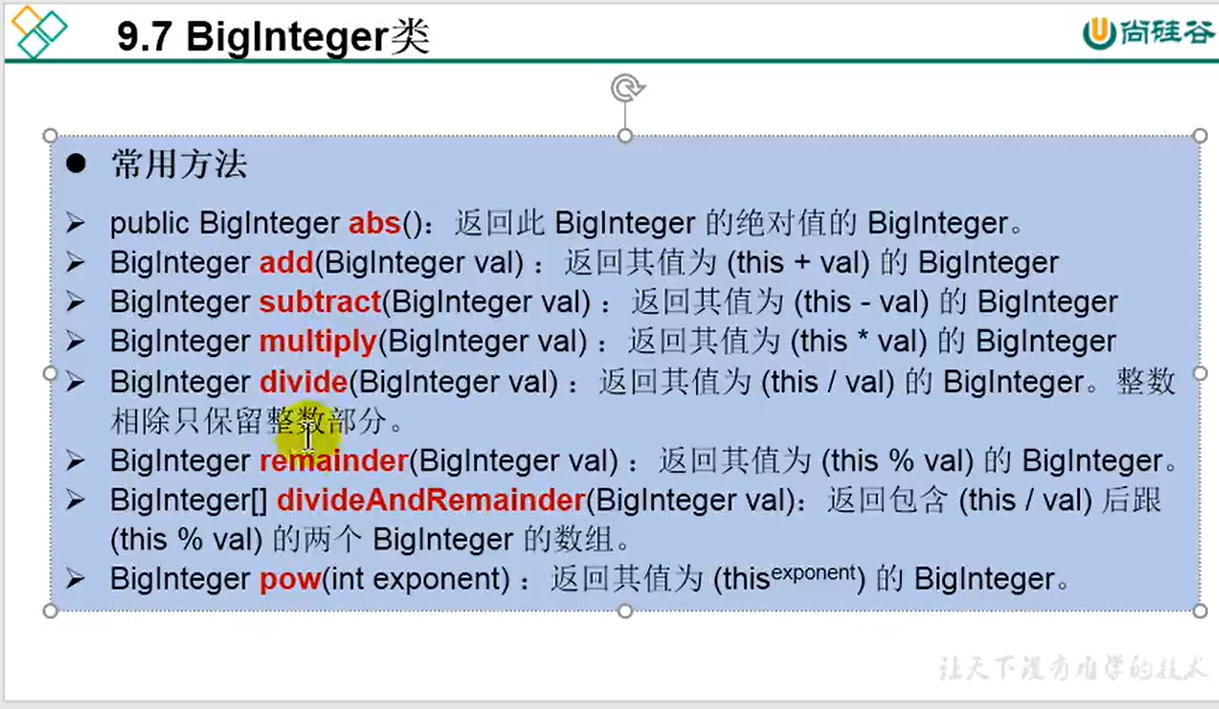 9.7 BigInteger类
尚硅谷
● 常用方法
➢ public BigInteger abs()：返回此 BigInteger 的绝对值的 BigInteger。
➢ BigInteger add(BigInteger val) ：返回其值为 (this + val) 的 BigInteger
➢ BigInteger subtract(BigInteger val) ：返回其值为 (this - val) 的 BigInteger
➢ BigInteger multiply(BigInteger val) ：返回其值为 (this * val) 的 BigInteger
➢ BigInteger divide(BigInteger val) ：返回其值为 (this / val) 的 BigInteger。整数
相除只保留整数部分。
➢ BigInteger remainder(BigInteger val) ：返回其值为 (this % val) 的 BigInteger。
➢ BigInteger[] divideAndRemainder(BigInteger val)：返回包含 (this / val) 后跟
(this % val) 的两个 BigInteger 的数组。
➢ BigInteger pow(int exponent) ：返回其值为 (this^exponent) 的 BigInteger。
让天下没有难学的技术